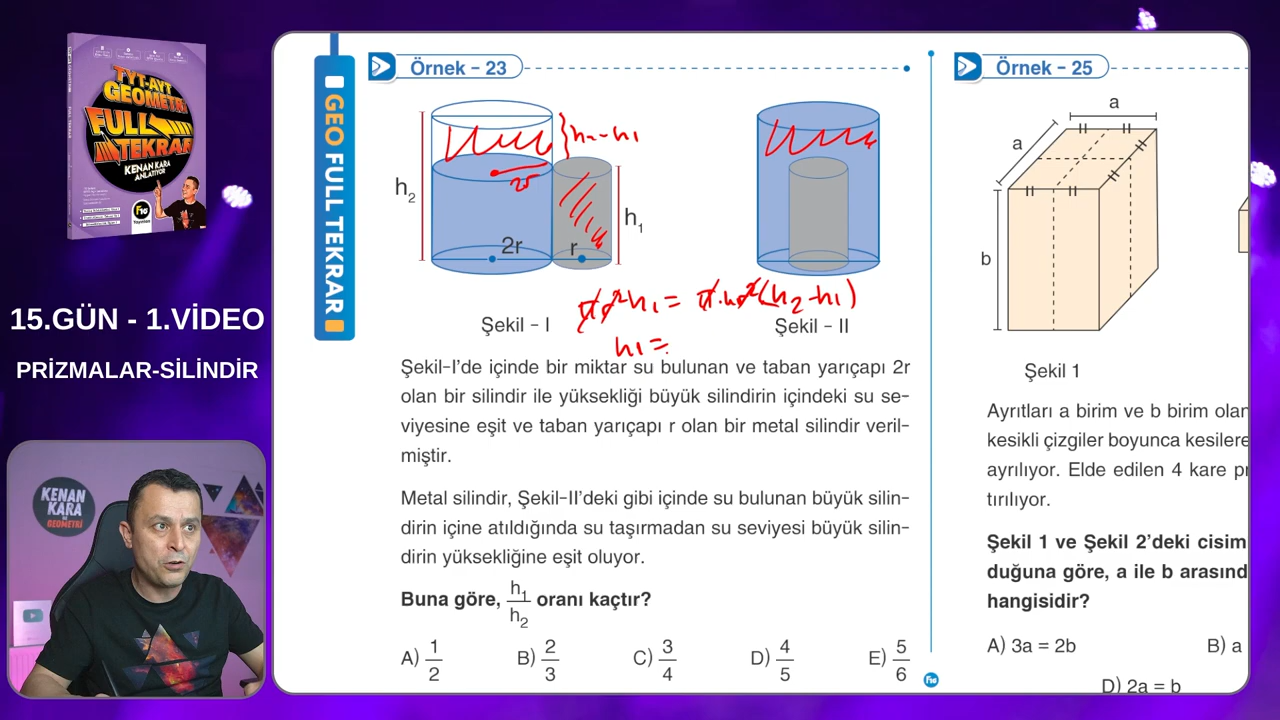 TYT-AYT
GEOMETRİ
FULL
TEKRAR
KENAN KARA
ANLATIYOR
15.GÜN - 1.VİDEO
PRİZMALAR-SİLİNDİR
KENAN
KARA
GEOMETRİ
GEO FULL TEKRAR
Örnek - 23
h₂
h₂-h₁
2r
2r
r
h₁
πr²h₁ = π.4r²(h₂-h₁)
h₁ =
Şekil - I
Şekil - II
Şekil-I'de içinde bir miktar su bulunan ve taban yarıçapı 2r
olan bir silindir ile yüksekliği büyük silindirin içindeki su se-
viyesine eşit ve taban yarıçapı r olan bir metal silindir veril-
miştir.
Metal silindir, Şekil-II'deki gibi içinde su bulunan büyük silin-
dirin içine atıldığında su taşırmadan su seviyesi büyük silin-
dirin yüksekliğine eşit oluyor.
Buna göre, h₁/h₂ oranı kaçtır?
A) 1/2 B) 2/3 C) 3/4 D) 4/5 E) 5/6
Örnek - 25
a
a
b
Şekil 1
Ayrıtları a birim ve b birim olan
kesikli çizgiler boyunca kesilere
ayrılıyor. Elde edilen 4 kare pr
tırılıyor.
Şekil 1 ve Şekil 2'deki cisim
duğuna göre, a ile b arasınd
hangisidir?
A) 3a = 2b B) a
D) 2a = b